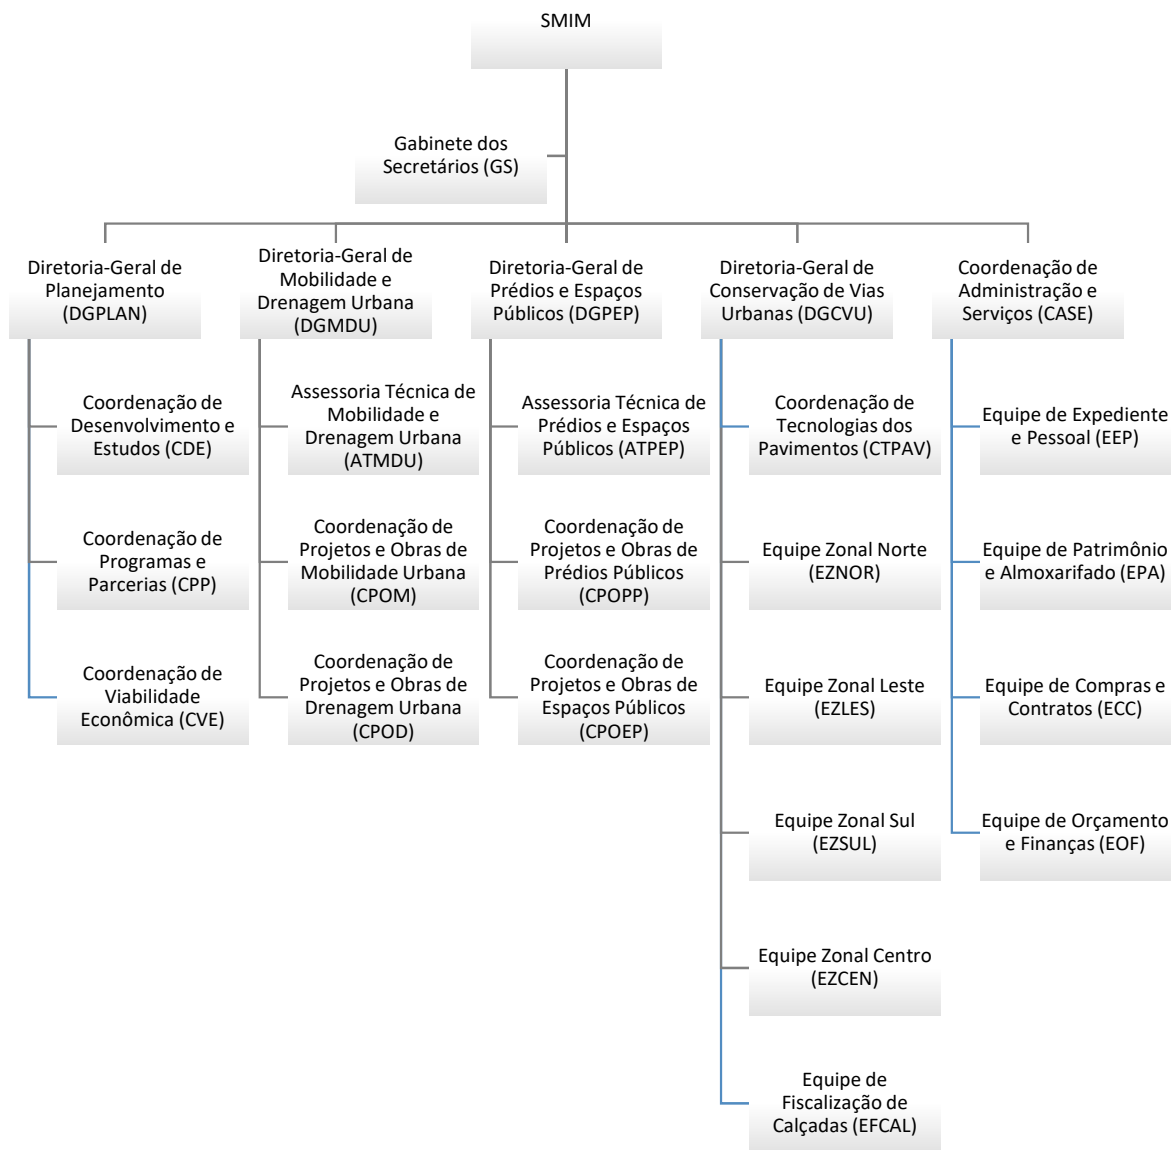 SMIM
Gabinete dos
Secretários (GS)
Diretoria-Geral de
Planejamento
(DGPLAN)
Diretoria-Geral de
Mobilidade e
Drenagem Urbana
(DGMDU)
Diretoria-Geral de
Prédios e Espaços
Públicos (DGPEP)
Diretoria-Geral de
Conservação de Vias
Urbanas (DGCVU)
Coordenação de
Administração e
Serviços (CASE)
Coordenação de
Desenvolvimento e
Estudos (CDE)
Assessoria Técnica de
Mobilidade e
Drenagem Urbana
(ATMDU)
Assessoria Técnica de
Prédios e Espaços
Públicos (ATPEP)
Coordenação de
Tecnologias dos
Pavimentos (CTPAV)
Equipe de Expediente
e Pessoal (EEP)
Coordenação de
Programas e
Parcerias (CPP)
Coordenação de
Projetos e Obras de
Mobilidade Urbana
(CPOM)
Coordenação de
Projetos e Obras de
Prédios Públicos
(CPOPP)
Equipe Zonal Norte
(EZNOR)
Equipe de Patrimônio
e Almoxarifado (EPA)
Coordenação de
Viabilidade
Econômica (CVE)
Coordenação de
Projetos e Obras de
Drenagem Urbana
(CPOD)
Coordenação de
Projetos e Obras de
Espaços Públicos
(CPOEP)
Equipe Zonal Leste
(EZLES)
Equipe de Compras e
Contratos (ECC)
Equipe Zonal Sul
(EZSUL)
Equipe de Orçamento
e Finanças (EOF)
Equipe Zonal Centro
(EZCEN)
Equipe de
Fiscalização de
Calçadas (EFCAL)